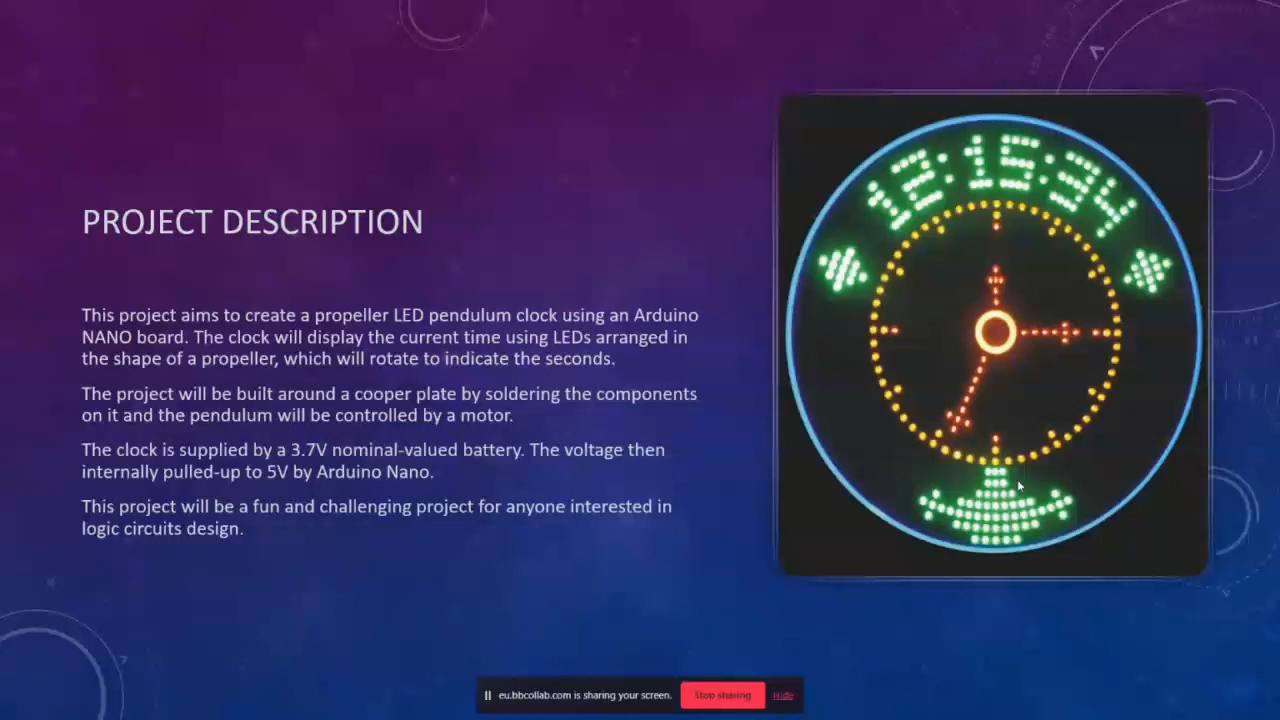 PROJECT DESCRIPTION
This project aims to create a propeller LED pendulum clock using an Arduino
NANO board. The clock will display the current time using LEDs arranged in
the shape of a propeller, which will rotate to indicate the seconds.
The project will be built around a cooper plate by soldering the components
on it and the pendulum will be controlled by a motor.
The clock is supplied by a 3.7V nominal-valued battery. The voltage then
internally pulled-up to 5V by Arduino Nano.
This project will be a fun and challenging project for anyone interested in
logic circuits design.
12:15:34
eu.bbcollab.com is sharing your screen. Stop sharing Hide